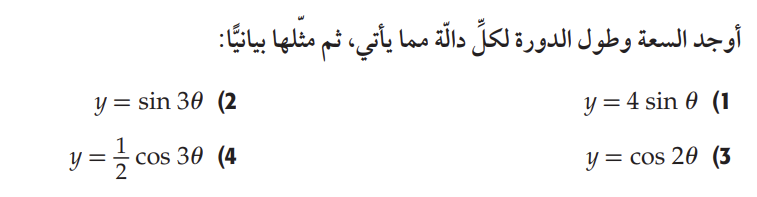 أوجد السعة وطول الدورة لكلِّ دالّة مما يأتي، ثم مثّلها بيانيًّا:
(1 y = 4 sin θ (2 y = sin 3θ
(3 y = cos 2θ (4 y = 1/2 cos 3θ